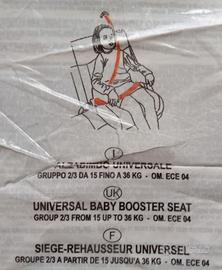 I
ALZABIMBO UNIVERSALE
GRUPPO 2/3 DA 15 FINO A 36 KG - OM. ECE 04
UK
UNIVERSAL BABY BOOSTER SEAT
GROUP 2/3 FROM 15 UP TO 36 KG - OM. ECE 04
F
SIEGE-REHAUSSEUR UNIVERSEL
GROUPE 2/3 A PARTIR DE 15 JUSQU'A 36 KG - OM. ECE 04